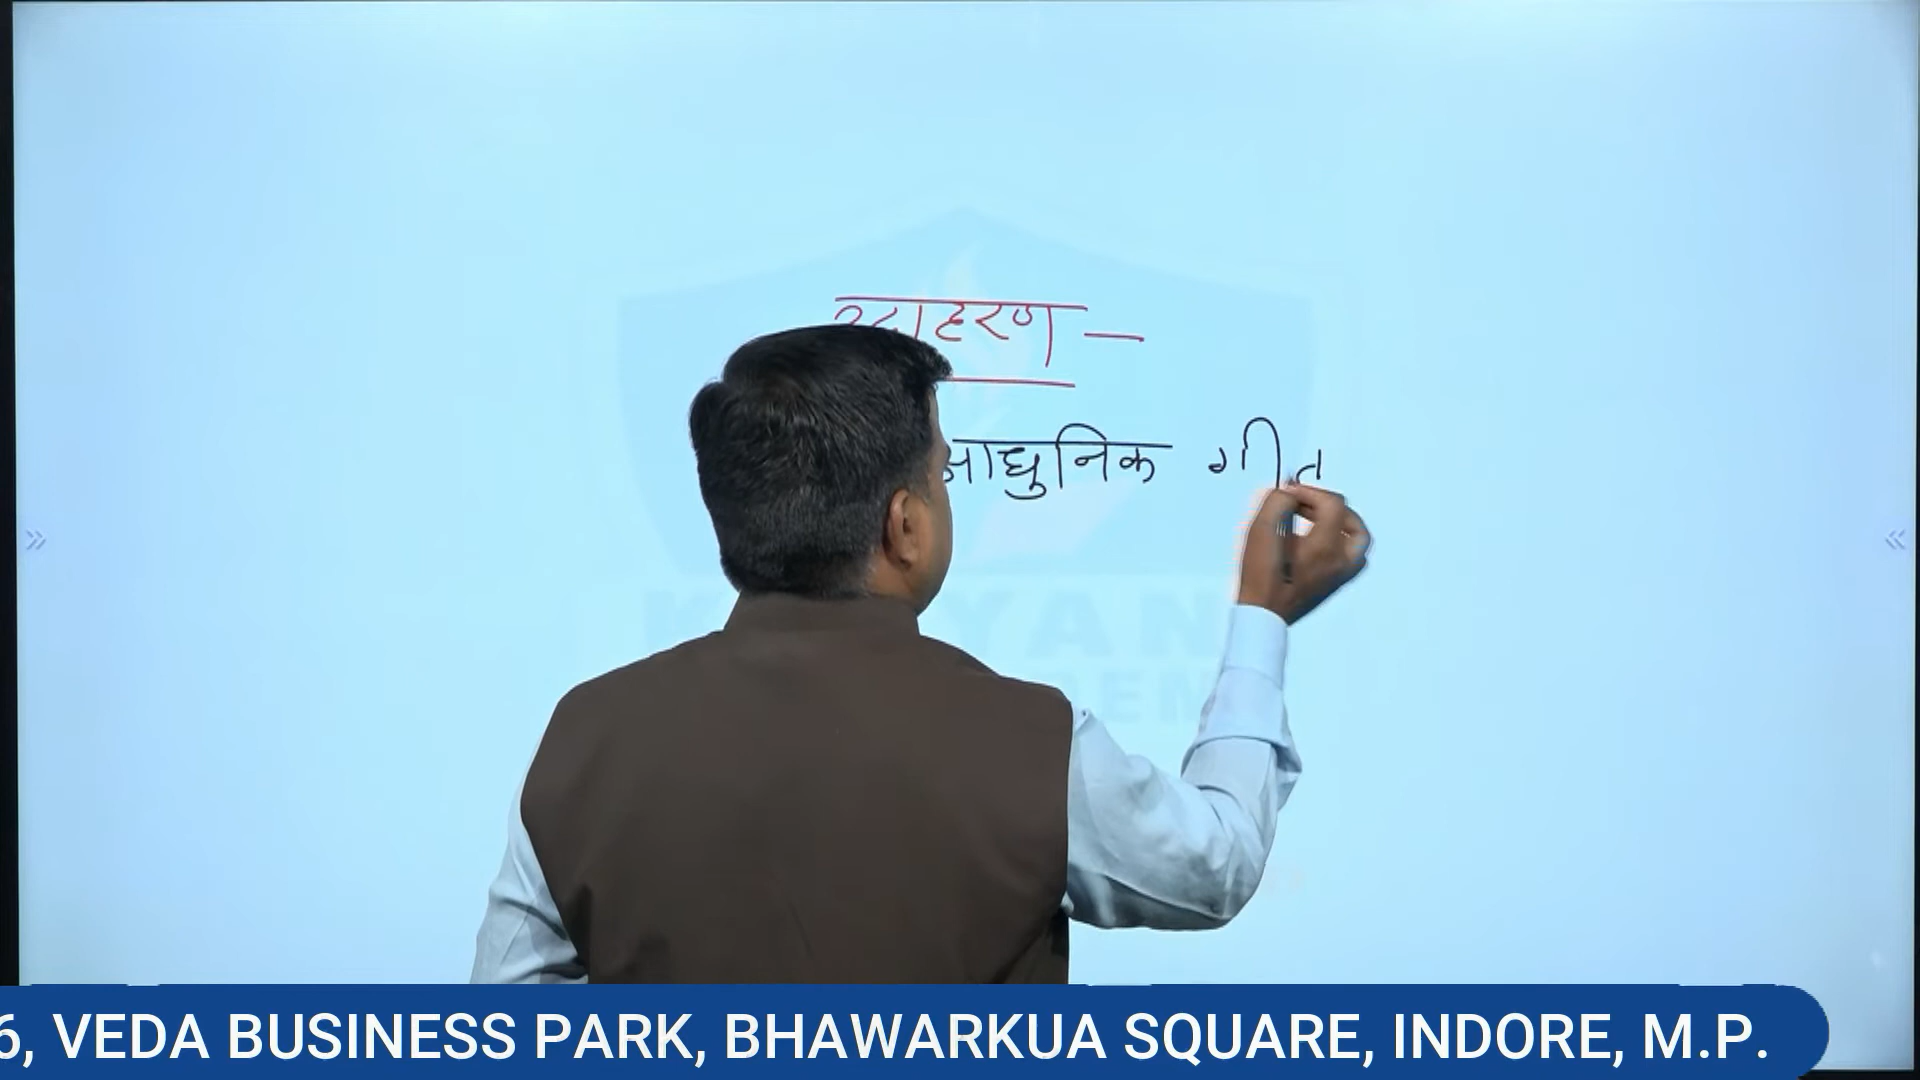 उदाहरण —
आधुनिक गीत
6, VEDA BUSINESS PARK, BHAWARKUA SQUARE, INDORE, M.P.